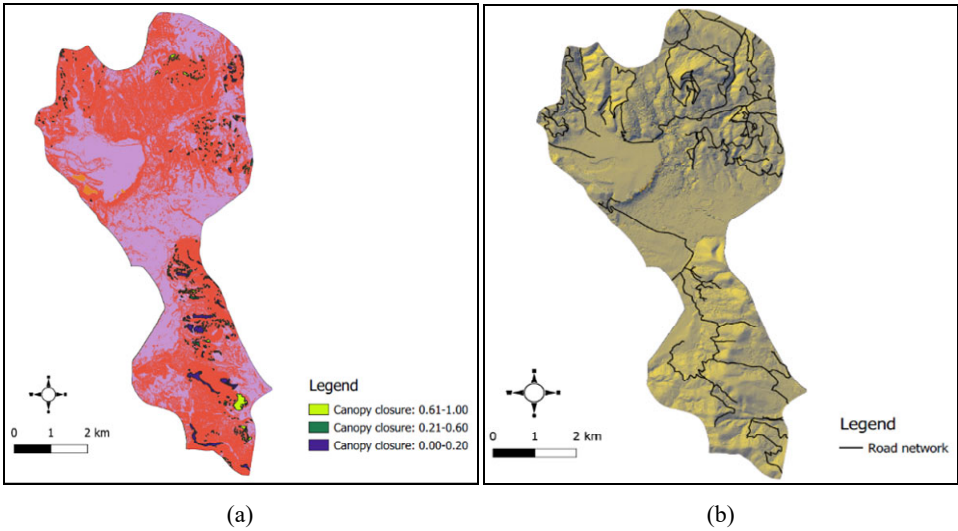 Legend
Canopy closure: 0.61-1.00
Canopy closure: 0.21-0.60
Canopy closure: 0.00-0.20
0 1 2 km
(a)
Legend
Road network
0 1 2 km
(b)